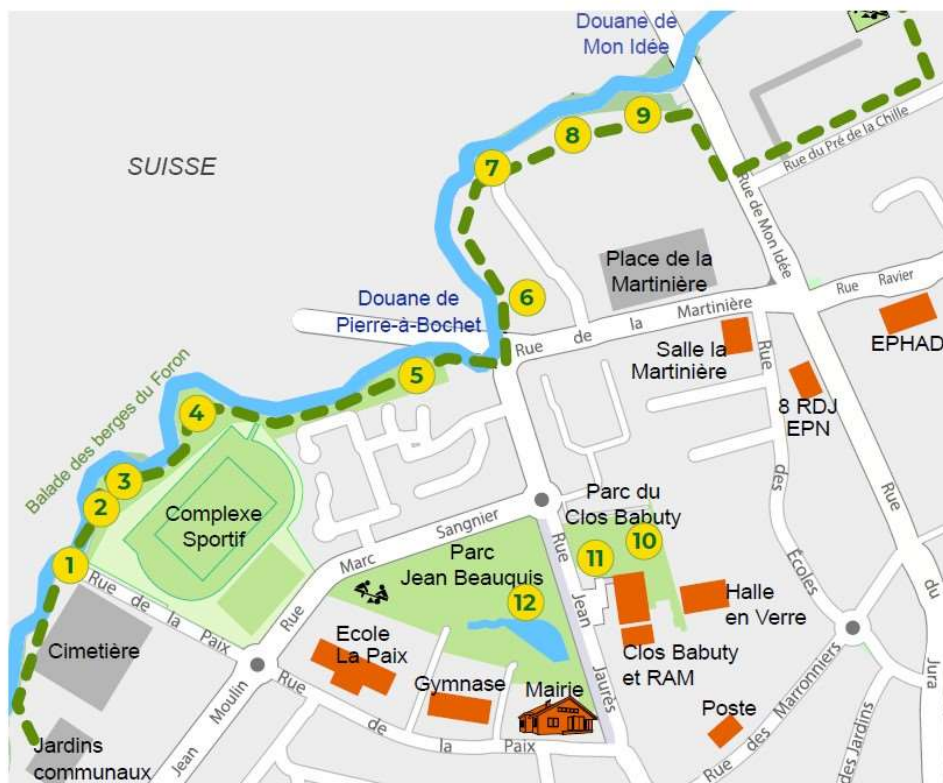 Douane de
Mon Idée
SUISSE
9
8
7
Rue du Pré de la Chille
Rue de Mon Idée
Place de la
Martinière
6
Douane de
Pierre-à-Bochet
Rue de la Martinière
Rue Ravier
EPHAD
Salle la
Martinière
8 RDJ
EPN
5
Balade des berges du Foron
4
3
2
1
Complexe
Sportif
Rue Marc Sangnier
Parc du
Clos Babuty
10
11
Parc
Jean Beauquis
12
Rue Jean Jaurès
Rue des Écoles
Rue du Jura
Halle
en Verre
Clos Babuty
et RAM
Rue de la Paix
Cimetière
Ecole
La Paix
Gymnase
Mairie
Poste
Jean Moulin
Rue de la Paix
Rue des Marronniers
des Jardins
Jardins
communaux